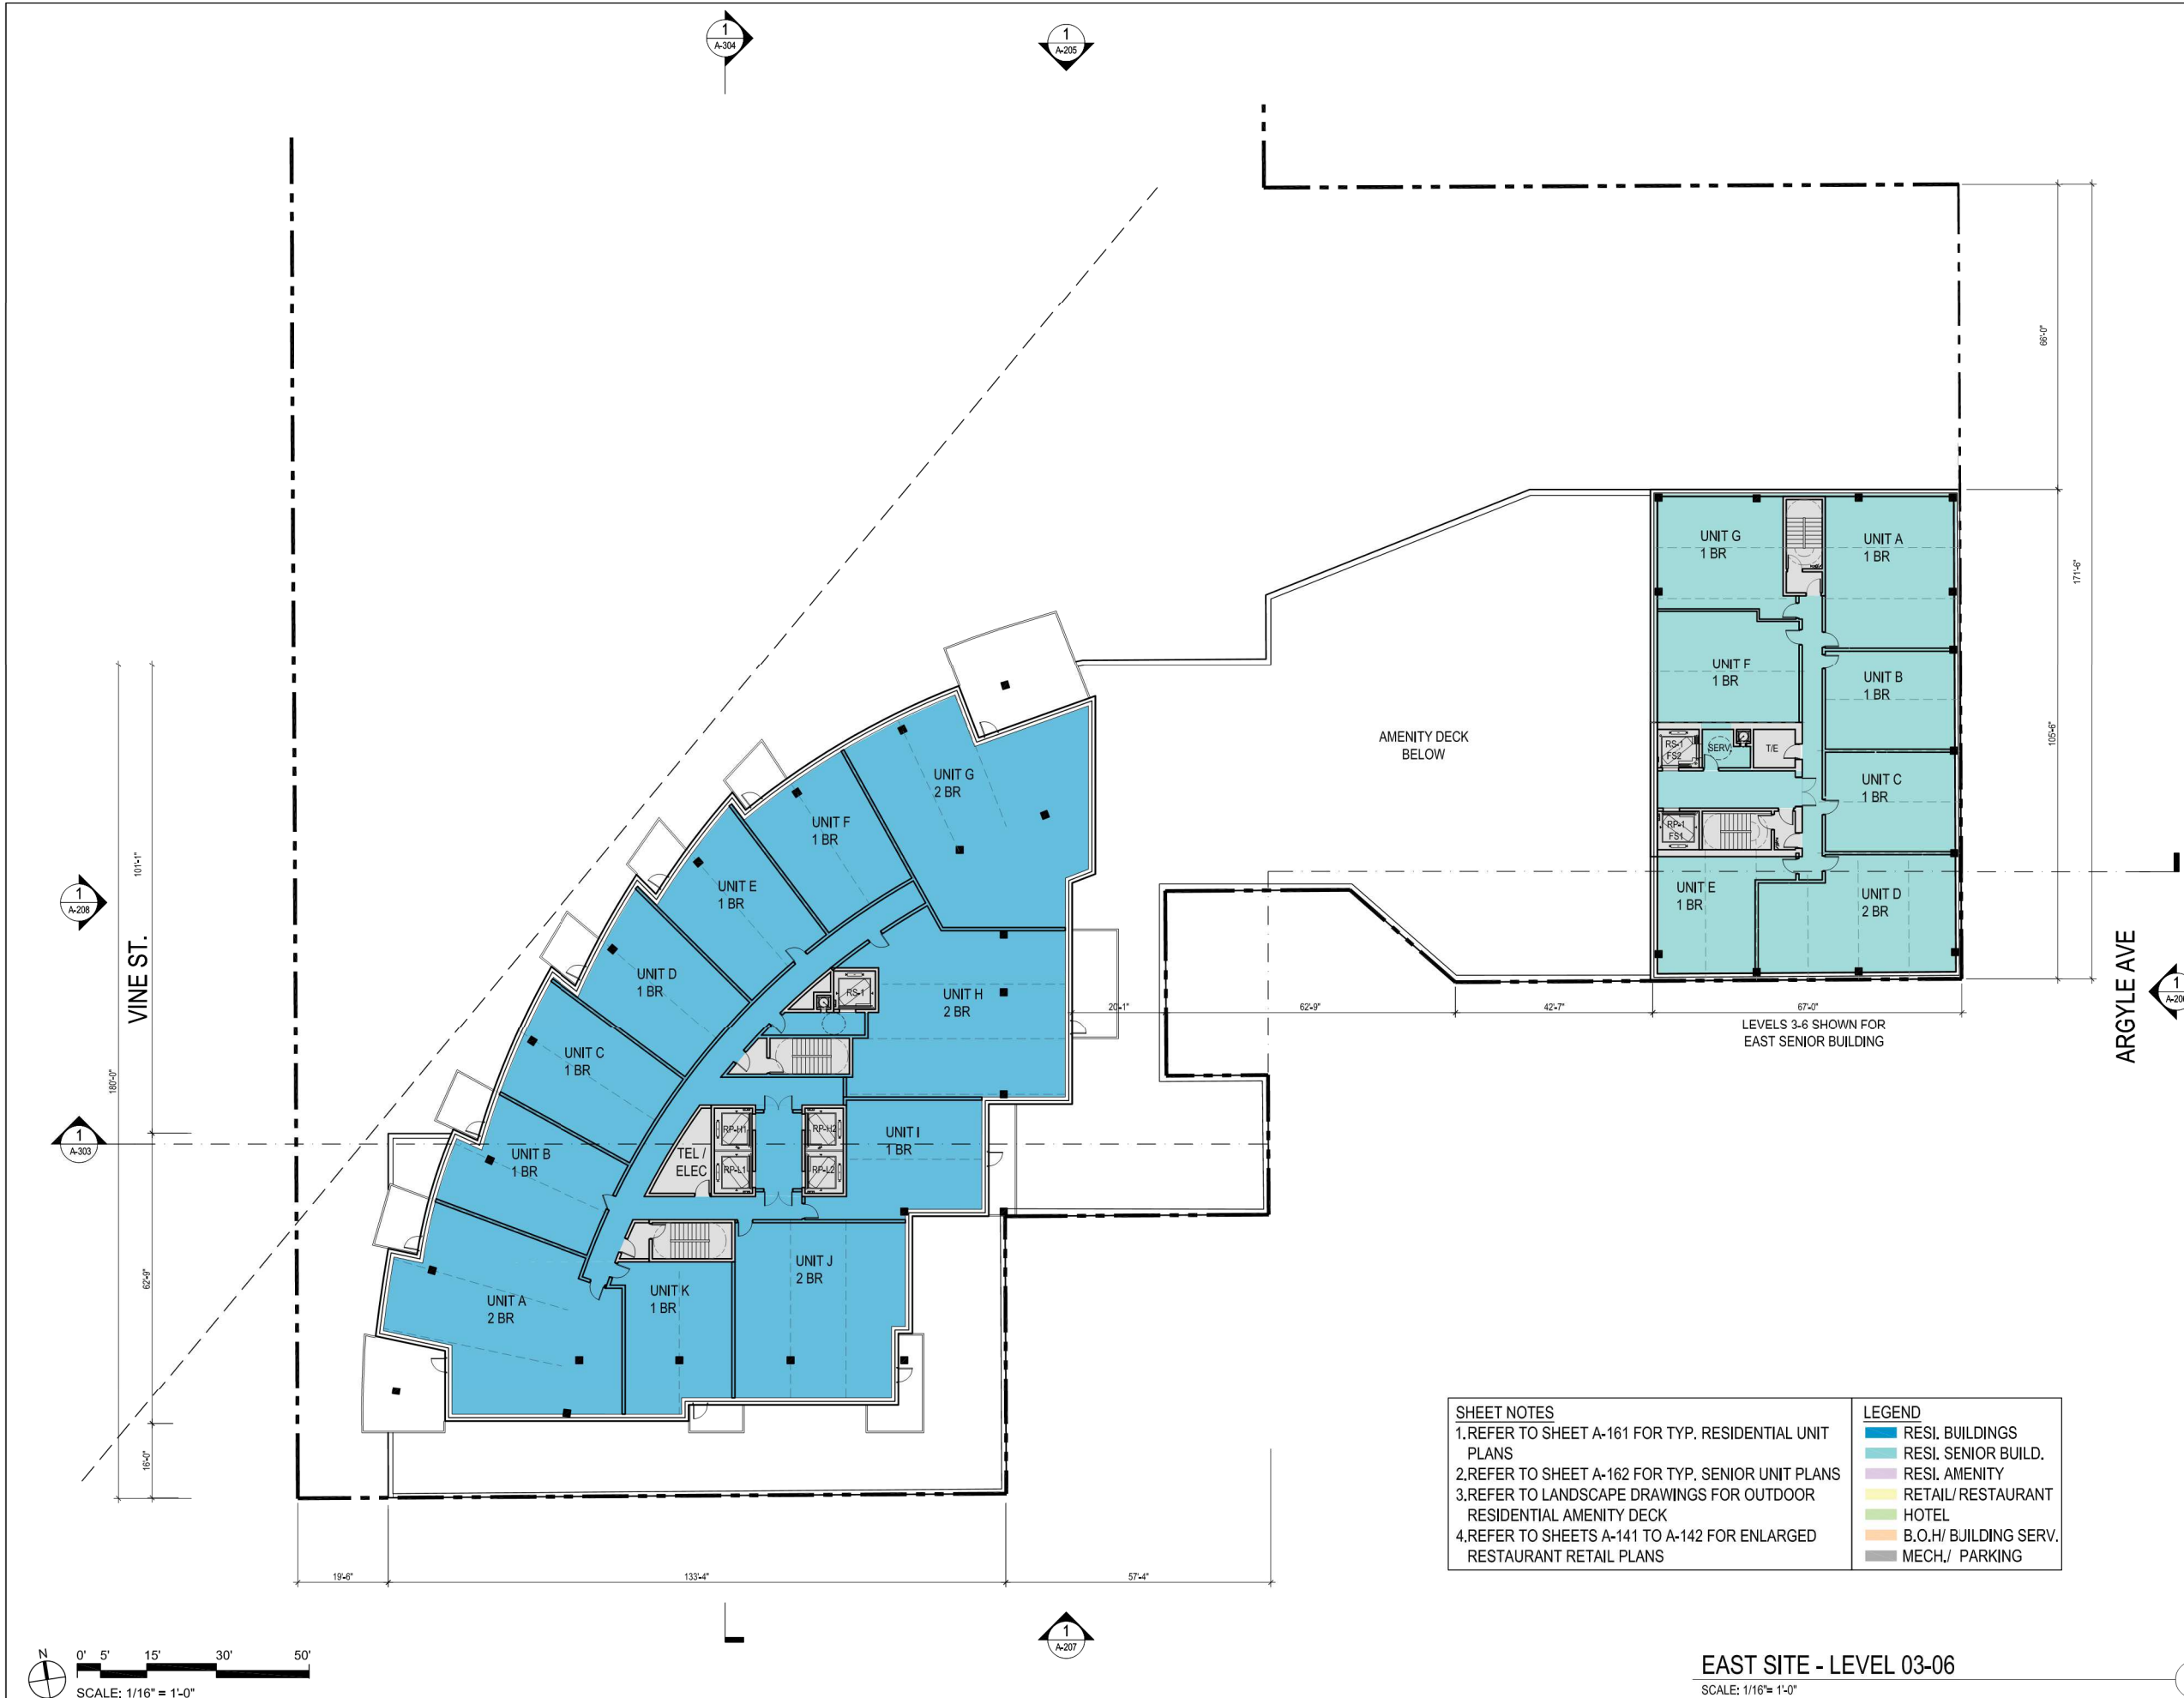 1
A-304
1
A-205
66'-0"
171'-6"
105'-6"
UNIT G
1 BR
UNIT A
1 BR
UNIT F
1 BR
UNIT B
1 BR
RS-1
FS2
SERV.
T/E
UNIT C
1 BR
RP-1
FS1
UNIT E
1 BR
UNIT D
2 BR
AMENITY DECK
BELOW
UNIT G
2 BR
UNIT F
1 BR
UNIT E
1 BR
UNIT D
1 BR
UNIT C
1 BR
UNIT B
1 BR
UNIT A
2 BR
UNIT H
2 BR
RS-1
UNIT I
1 BR
RP-H1
RP-H2
RP-L1
RP-L2
TEL /
ELEC
UNIT J
2 BR
UNIT K
1 BR
101'-1"
180'-0"
62'-9"
16'-0"
1
A-208
VINE ST.
1
A-303
20'-1"
62'-9"
42'-7"
67'-0"
LEVELS 3-6 SHOWN FOR
EAST SENIOR BUILDING
ARGYLE AVE
1
19'-6"
133'-4"
57'-4"
1
A-207
SHEET NOTES
1.REFER TO SHEET A-161 FOR TYP. RESIDENTIAL UNIT
PLANS
2.REFER TO SHEET A-162 FOR TYP. SENIOR UNIT PLANS
3.REFER TO LANDSCAPE DRAWINGS FOR OUTDOOR
RESIDENTIAL AMENITY DECK
4.REFER TO SHEETS A-141 TO A-142 FOR ENLARGED
RESTAURANT RETAIL PLANS
LEGEND
RESI. BUILDINGS
RESI. SENIOR BUILD.
RESI. AMENITY
RETAIL/ RESTAURANT
HOTEL
B.O.H/ BUILDING SERV.
MECH./ PARKING
N
0' 5' 15' 30' 50'
SCALE: 1/16" = 1'-0"
EAST SITE - LEVEL 03-06
SCALE: 1/16"= 1'-0"